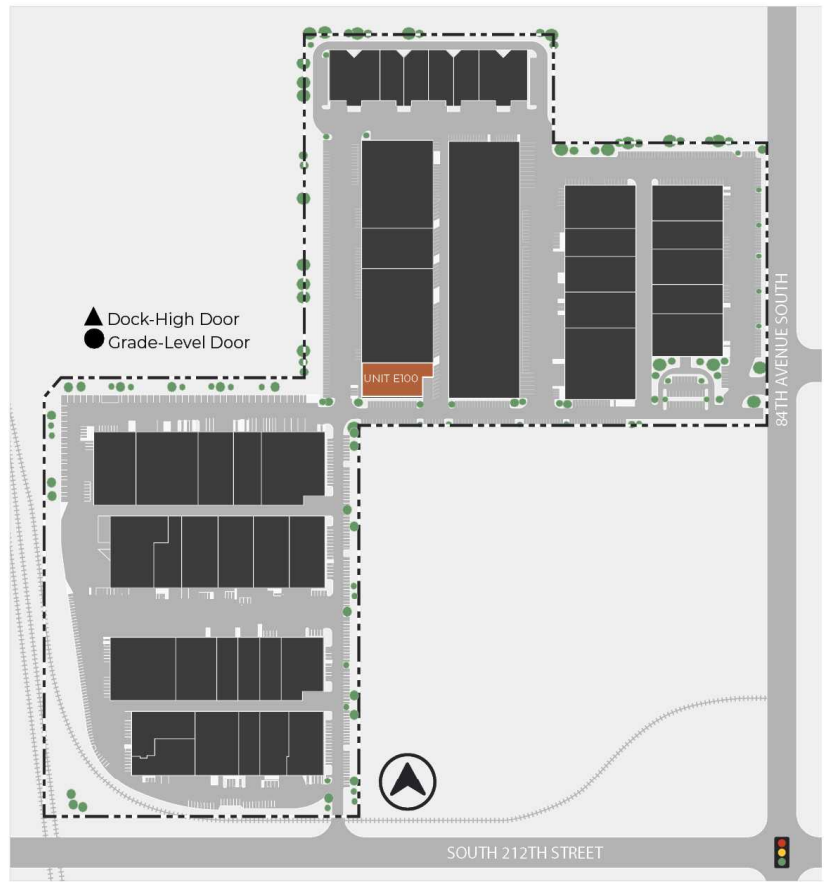 Dock-High Door
Grade-Level Door
UNIT E100
84TH AVENUE SOUTH
SOUTH 212TH STREET